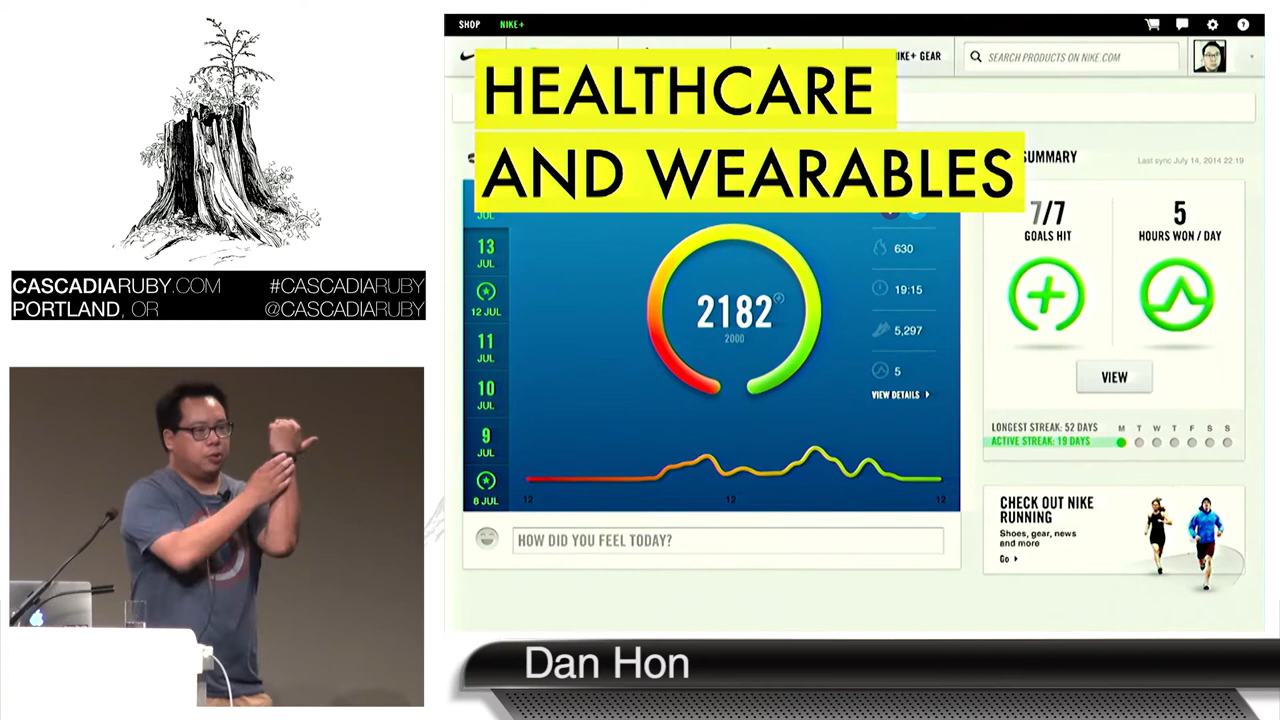 CASCADIARUBY.COM #CASCADIARUBY
PORTLAND, OR @CASCADIARUBY
SHOP NIKE+
NIKE+ GEAR
SEARCH PRODUCTS ON NIKE.COM
HEALTHCARE
AND WEARABLES
SUMMARY
Last sync July 14, 2014 22:19
JUL
13
JUL
12 JUL
11
JUL
10
JUL
9
JUL
8 JUL
2182
2000
630
19:15
5,297
5
VIEW DETAILS
12 12 12
HOW DID YOU FEEL TODAY?
7/7
GOALS HIT
5
HOURS WON / DAY
VIEW
LONGEST STREAK: 52 DAYS
ACTIVE STREAK: 19 DAYS
M T W T F S S
CHECK OUT NIKE
RUNNING
Shoes, gear, news
and more
Go
Dan Hon